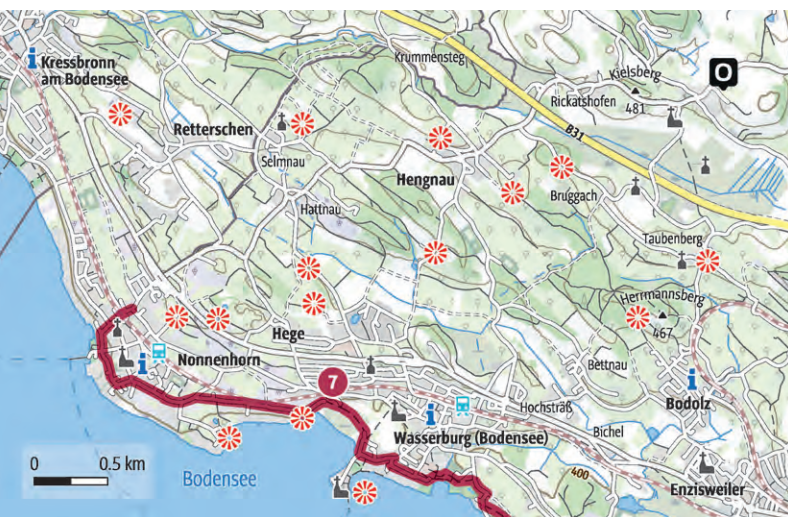 Kressbronn
am Bodensee
Krummensteg
Kielsberg
O
Rickatshofen
481
B31
Retterschen
Selmnau
Hengnau
Bruggach
Hattnau
Taubenberg
Herrmannsberg
467
Hege
Nonnenhorn
Bettnau
7
Bodolz
Hochsträß
Wasserburg (Bodensee)
Bichel
0 0.5 km
Bodensee
400
Enzisweiler